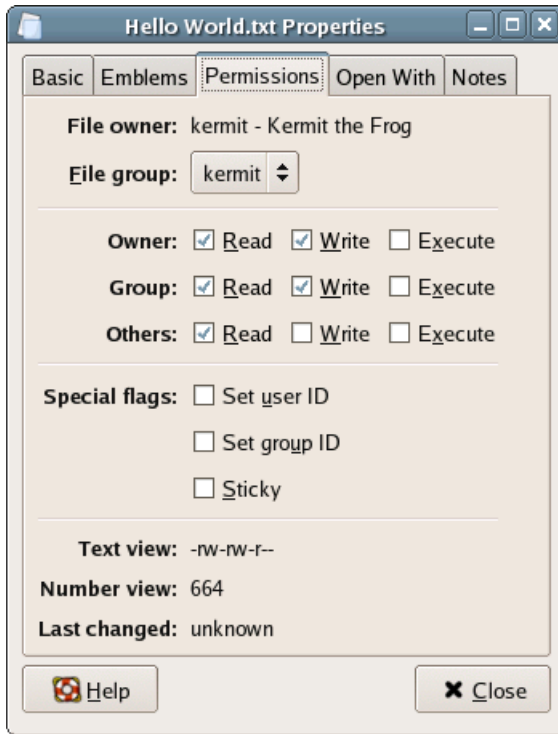 Hello World.txt Properties
Basic Emblems Permissions Open With Notes
File owner: kermit - Kermit the Frog
File group: kermit
Owner: Read Write Execute
Group: Read Write Execute
Others: Read Write Execute
Special flags: Set user ID
Set group ID
Sticky
Text view: -rw-rw-r--
Number view: 664
Last changed: unknown
Help Close